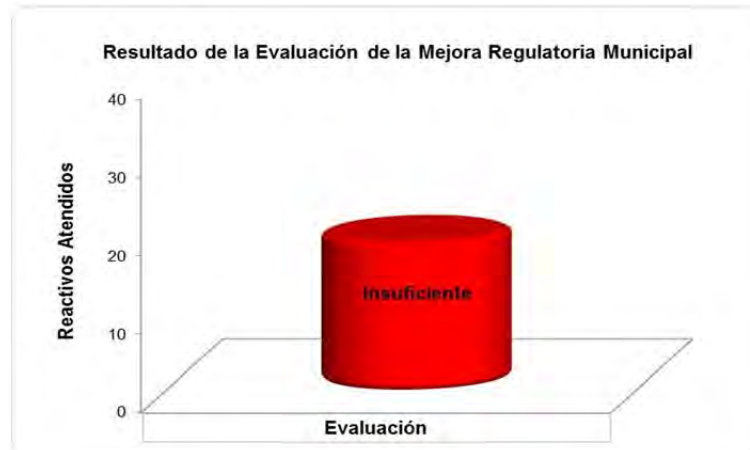 Resultado de la Evaluación de la Mejora Regulatoria Municipal
40
30
20
10
0
Reactivos Atendidos
Insuficiente
Evaluación